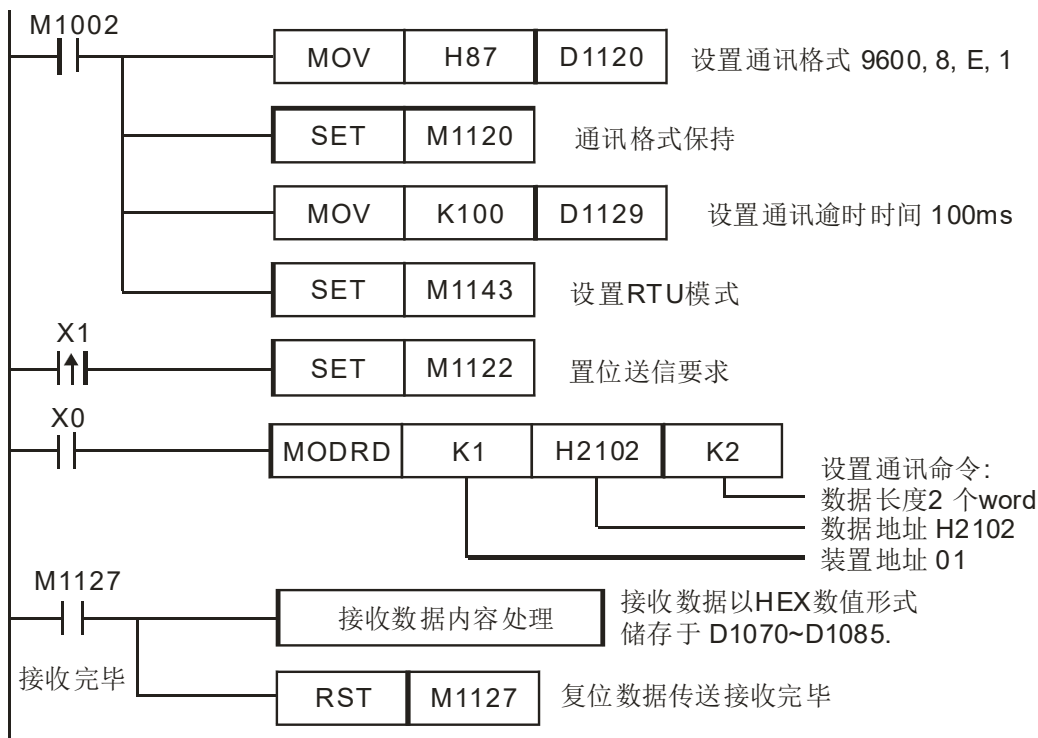 M1002
MOV H87 D1120 设置通讯格式 9600, 8, E, 1
SET M1120 通讯格式保持
MOV K100 D1129 设置通讯逾时时间 100ms
SET M1143 设置RTU模式
X1
SET M1122 置位送信要求
X0
MODRD K1 H2102 K2
设置通讯命令:
数据长度2 个word
数据地址 H2102
装置地址 01
M1127
接收数据内容处理
接收数据以HEX数值形式
储存于 D1070~D1085.
接收完毕
RST M1127 复位数据传送接收完毕